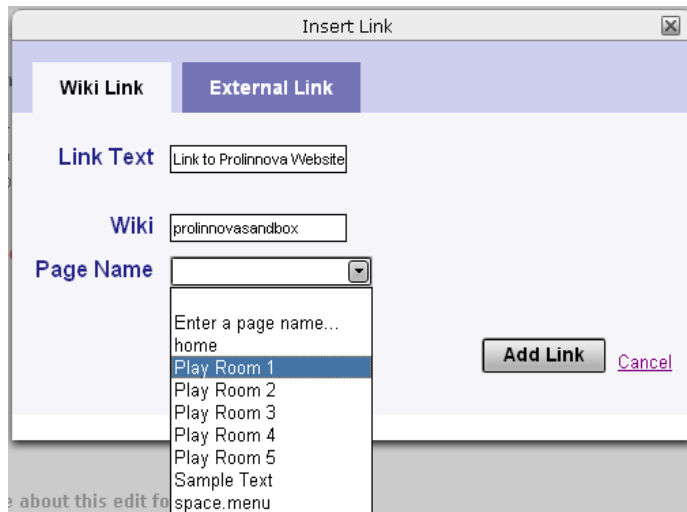 Insert Link
Wiki Link
External Link
Link Text
Link to Prolinnova Website
Wiki
prolinnovasandbox
Page Name
Enter a page name...
home
Play Room 1
Play Room 2
Play Room 3
Play Room 4
Play Room 5
Sample Text
space.menu
Add Link
Cancel
about this edit fo